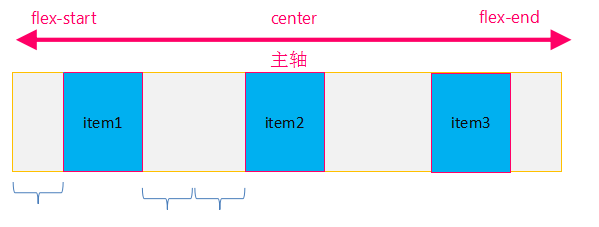 flex-start center flex-end
主轴
item1 item2 item3